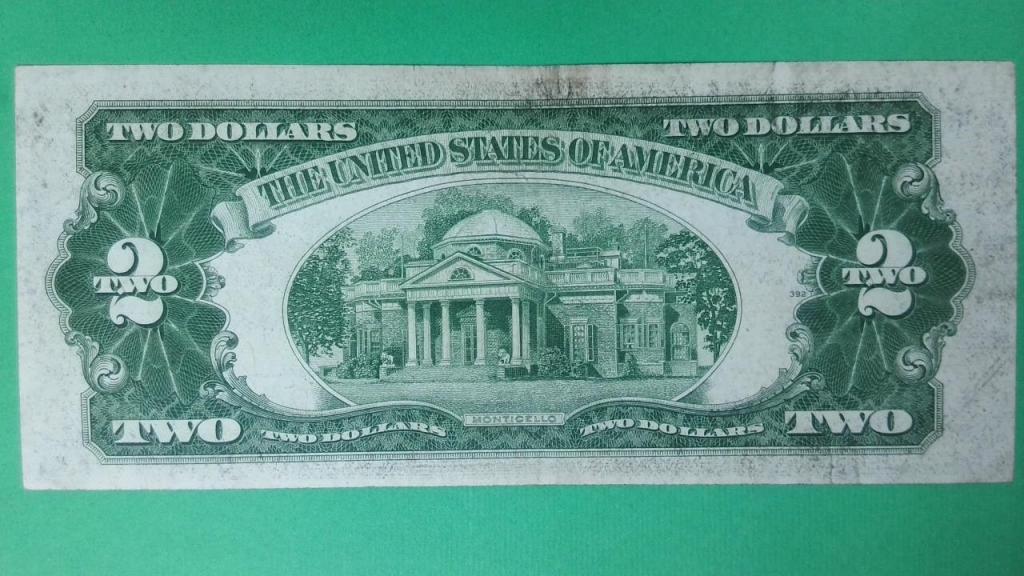 TWO DOLLARS TWO DOLLARS
THE UNITED STATES OF AMERICA
2 TWO
2 TWO
392
MONTICELLO
TWO TWO DOLLARS TWO DOLLARS TWO